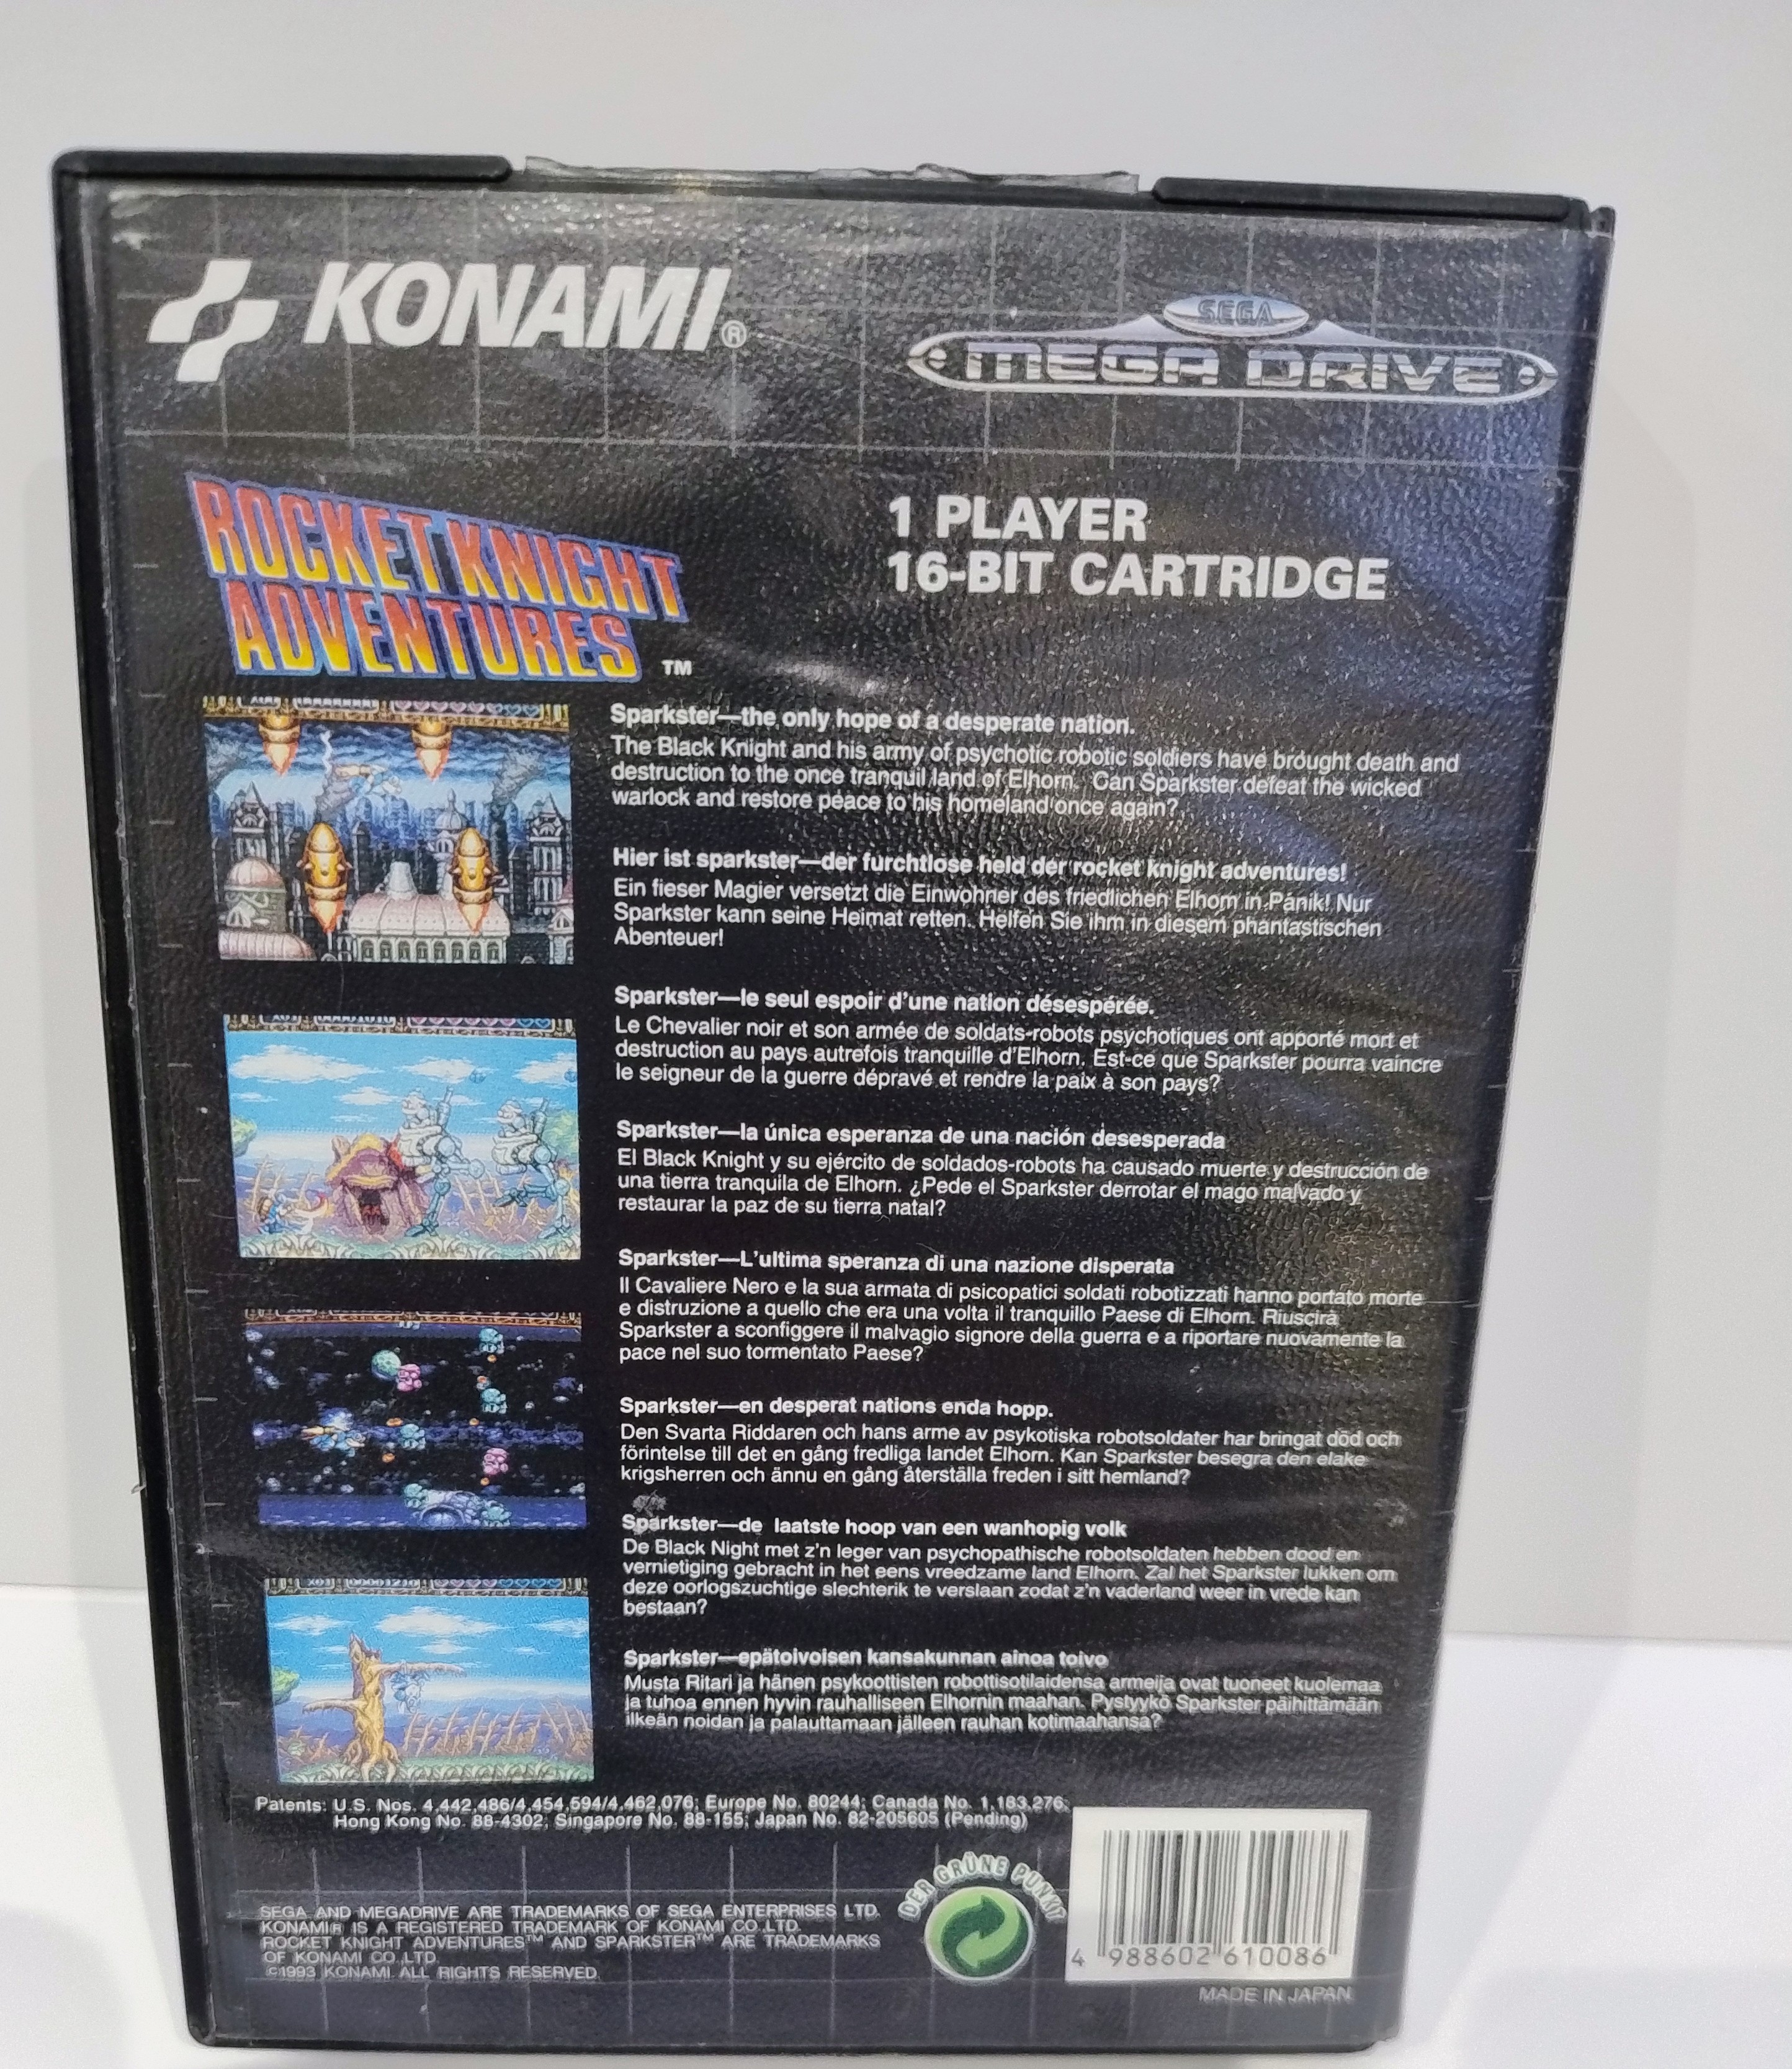 KONAMI®
SEGA
MEGA DRIVE
ROCKET KNIGHT
ADVENTURES
TM
1 PLAYER
16-BIT CARTRIDGE
Sparkster—the only hope of a desperate nation.
The Black Knight and his army of psychotic robotic soldiers have brought death and
destruction to the once tranquil land of Elhorn. Can Sparkster defeat the wicked
warlock and restore peace to his homeland once again?
Hier ist sparkster—der furchtlose held der rocket knight adventures!
Ein fieser Magier versetzt die Einwohner des friedlichen Elhorn in Panik! Nur
Sparkster kann seine Heimat retten. Helfen Sie ihm in diesem phantastischen
Abenteuer!
Sparkster—le seul espoir d'une nation désespérée.
Le Chevalier noir et son armée de soldats-robots psychotiques ont apporté mort et
destruction au pays autrefois tranquille d'Elhorn. Est-ce que Sparkster pourra vaincre
le seigneur de la guerre dépravé et rendre la paix à son pays?
Sparkster—la única esperanza de una nación desesperada
El Black Knight y su ejército de soldados-robots ha causado muerte y destrucción de
una tierra tranquila de Elhorn. ¿Pede el Sparkster derrotar el mago malvado y
restaurar la paz de su tierra natal?
Sparkster—L'ultima speranza di una nazione disperata
Il Cavaliere Nero e la sua armata di psicopatici soldati robotizzati hanno portato morte
e distruzione a quello che era una volta il tranquillo Paese di Elhorn. Riuscirà
Sparkster a sconfiggere il malvagio signore della guerra e a riportare nuovamente la
pace nel suo tormentato Paese?
Sparkster—en desperat nations enda hopp.
Den Svarta Riddaren och hans arme av psykotiska robotsoldater har bringat död och
förintelse till det en gång fredliga landet Elhorn. Kan Sparkster besegra den elake
krigsherren och ännu en gång återställa freden i sitt hemland?
Sparkster—de laatste hoop van een wanhopig volk
De Black Night met z'n leger van psychopathische robotsoldaten hebben dood en
vernietiging gebracht in het eens vreedzame land Elhorn. Zal het Sparkster lukken om
deze oorlogszuchtige slechterik te verslaan zodat z'n vaderland weer in vrede kan
bestaan?
Sparkster—epätoivoisen kansakunnan ainoa toivo
Musta Ritari ja hänen psykoottisten robottisotilaidensa armeija ovat tuoneet kuolemaa
ja tuhoa ennen hyvin rauhalliseen Elhornin maahan. Pystyykö Sparkster päihittämään
ilkeän noidan ja palauttamaan jälleen rauhan kotimaahansa?
Patents: U.S. Nos. 4,442,486/4,454,594/4,462,076; Europe No. 80244; Canada No. 1,183,276;
Hong Kong No. 88-4302; Singapore No. 88-155; Japan No. 82-205605 (Pending)
DER GRÜNE PUNKT
SEGA AND MEGADRIVE ARE TRADEMARKS OF SEGA ENTERPRISES LTD.
KONAMI® IS A REGISTERED TRADEMARK OF KONAMI CO.,LTD.
ROCKET KNIGHT ADVENTURES™ AND SPARKSTER™ ARE TRADEMARKS
OF KONAMI CO.,LTD.
©1993 KONAMI. ALL RIGHTS RESERVED.
4 988602 610086
MADE IN JAPAN